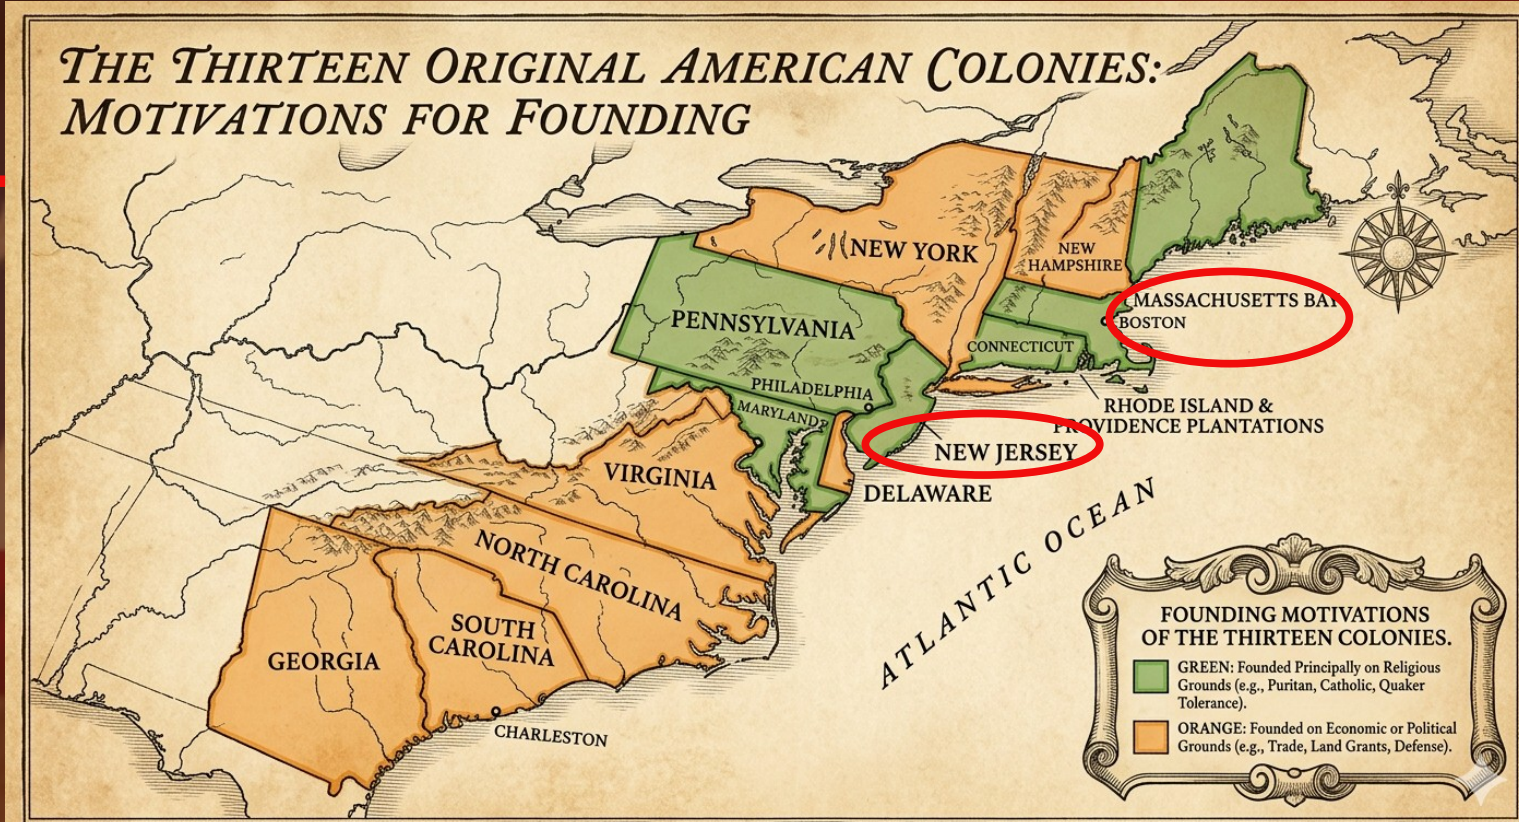 THE THIRTEEN ORIGINAL AMERICAN COLONIES:
MOTIVATIONS FOR FOUNDING
NEW YORK
NEW
HAMPSHIRE
MASSACHUSETTS BAY
BOSTON
PENNSYLVANIA
CONNECTICUT
PHILADELPHIA
MARYLAND?
RHODE ISLAND &
PROVIDENCE PLANTATIONS
NEW JERSEY
VIRGINIA
DELAWARE
NORTH CAROLINA
ATLANTIC OCEAN
SOUTH
CAROLINA
GEORGIA
CHARLESTON
FOUNDING MOTIVATIONS
OF THE THIRTEEN COLONIES.
GREEN: Founded Principally on Religious
Grounds (e.g., Puritan, Catholic, Quaker
Tolerance).
ORANGE: Founded on Economic or Political
Grounds (e.g., Trade, Land Grants, Defense).